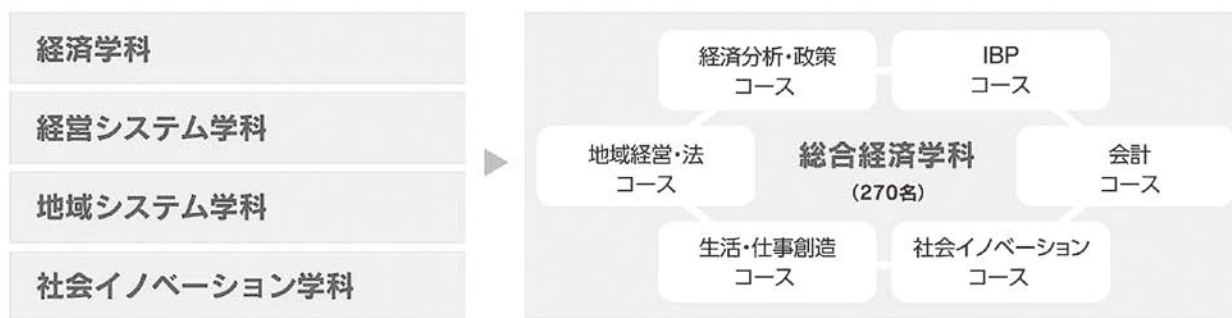 経済学科
経営システム学科
地域システム学科
社会イノベーション学科
経済分析・政策
コース
IBP
コース
地域経営・法
コース
総合経済学科
(270名)
会計
コース
生活・仕事創造
コース
社会イノベーション
コース